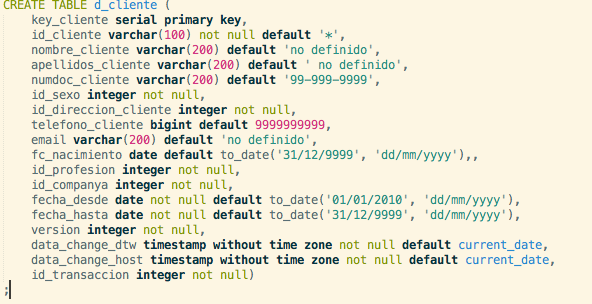 CREATE TABLE d_cliente (
key_cliente serial primary key,
id_cliente varchar(100) not null default '*',
nombre_cliente varchar(200) default 'no definido',
apellidos_cliente varchar(200) default ' no definido',
numdoc_cliente varchar(200) default '99-999-9999',
id_sexo integer not null,
id_direccion_cliente integer not null,
telefono_cliente bigint default 9999999999,
email varchar(200) default 'no definido',
fc_nacimiento date default to_date('31/12/9999', 'dd/mm/yyyy'),,
id_profesion integer not null,
id_companya integer not null,
fecha_desde date not null default to_date('01/01/2010', 'dd/mm/yyyy'),
fecha_hasta date not null default to_date('31/12/9999', 'dd/mm/yyyy'),
version integer not null,
data_change_dtw timestamp without time zone not null default current_date,
data_change_host timestamp without time zone not null default current_date,
id_transaccion integer not null)
;